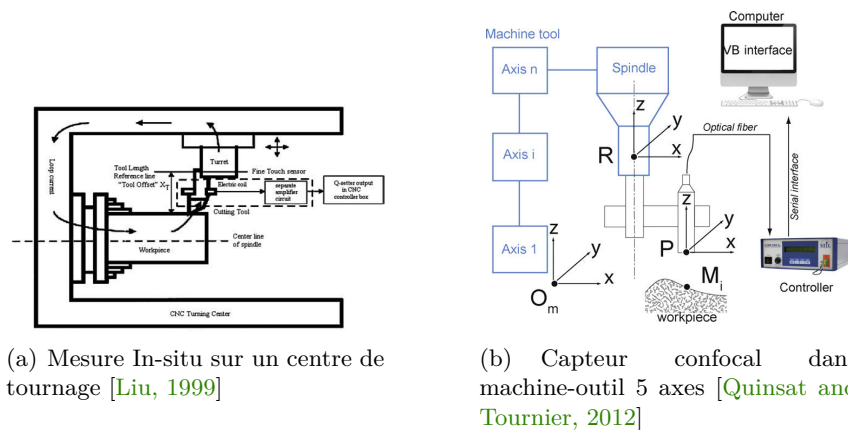 Loop current
Turret
Tool Length
Reference line
"Tool Offset" X_T
Fine Touch sensor
Electric coil
separate
amplifier
circuit
Q-setter output
in CNC
controller box
Cutting Tool
Workpiece
Center line
of spindle
CNC Turning Center
(a) Mesure In-situ sur un centre de
tournage [Liu, 1999]
Computer
VB interface
Machine tool
Axis n
Spindle
Axis i
Axis 1
z
y
x
R
Optical fiber
Serial interface
z
y
x
P
z
y
x
O_m
M_i
workpiece
Controller
(b) Capteur confocal dan
machine-outil 5 axes [Quinsat and
Tournier, 2012]